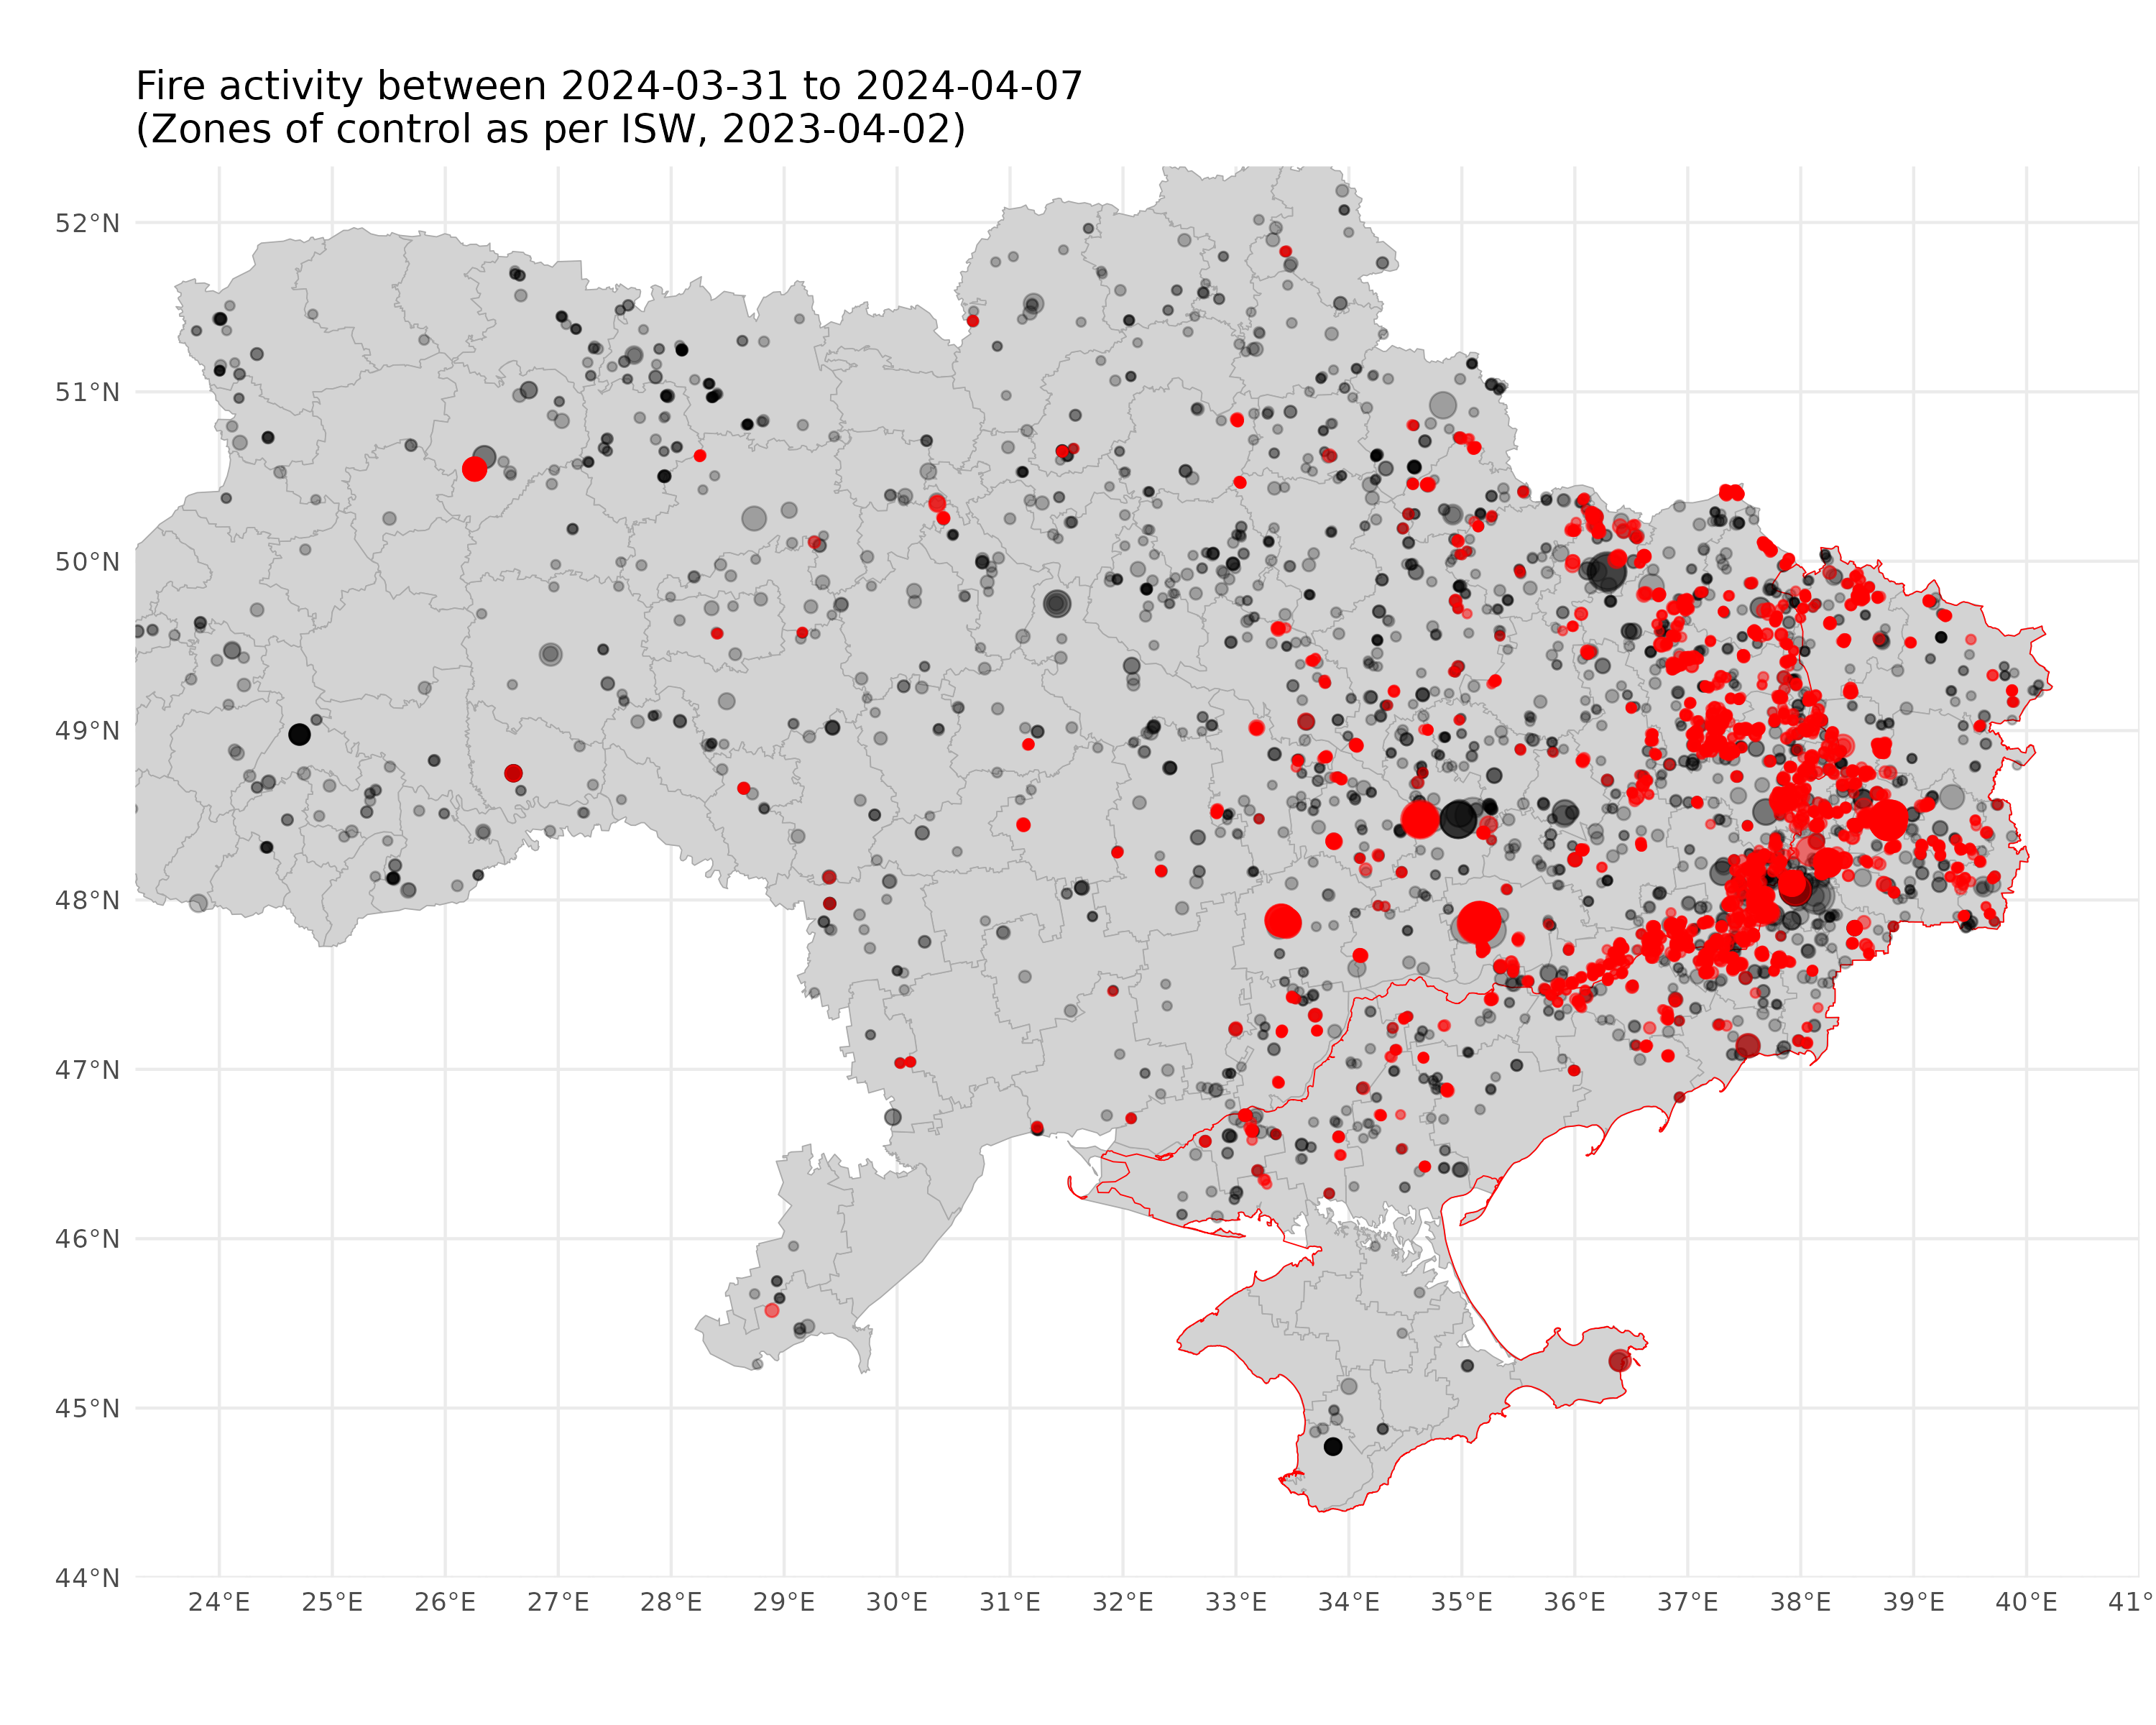 Fire activity between 2024-03-31 to 2024-04-07
(Zones of control as per ISW, 2023-04-02)
52°N
51°N
50°N
49°N
48°N
47°N
46°N
45°N
44°N
24°E 25°E 26°E 27°E 28°E 29°E 30°E 31°E 32°E 33°E 34°E 35°E 36°E 37°E 38°E 39°E 40°E 41°